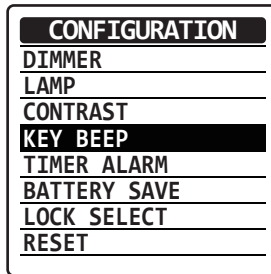 CONFIGURATION
DIMMER
LAMP
CONTRAST
KEY BEEP
TIMER ALARM
BATTERY SAVE
LOCK SELECT
RESET